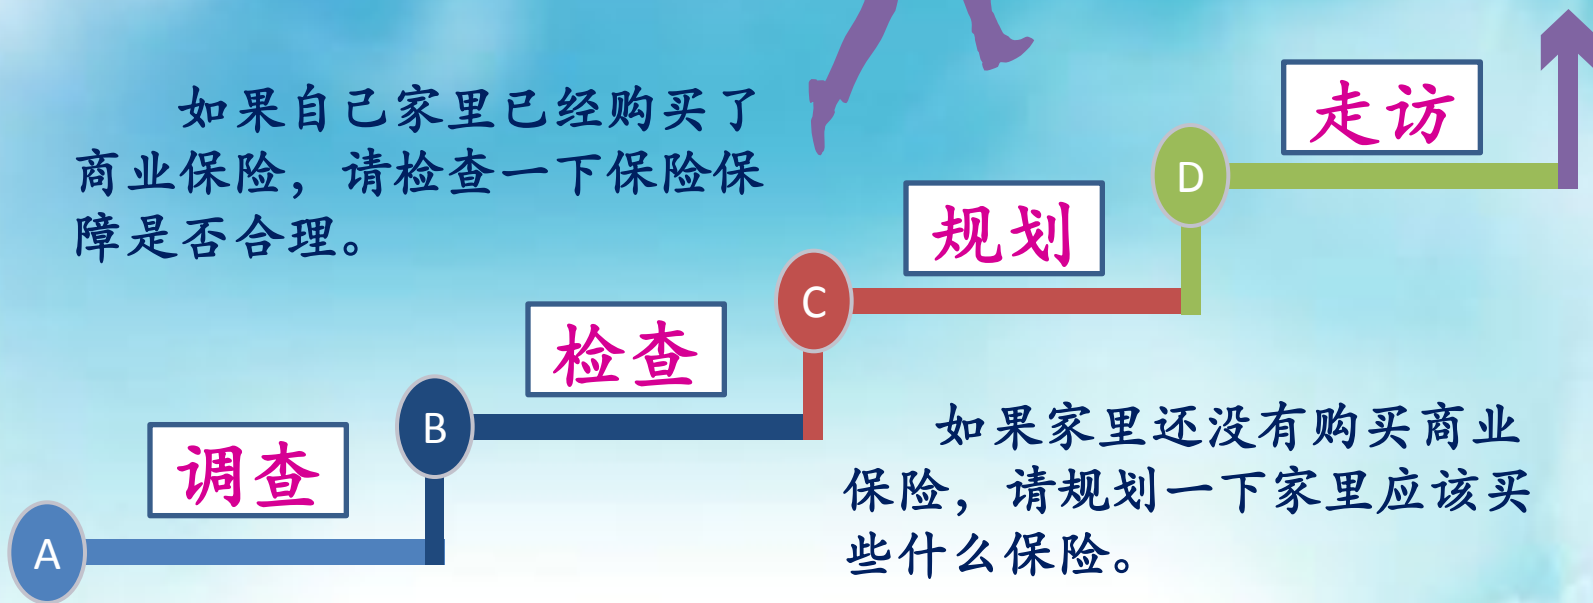 如果自己家里已经购买了
商业保险，请检查一下保险保
障是否合理。
走访
D
规划
C
检查
B
调查
A
如果家里还没有购买商业
保险，请规划一下家里应该买
些什么保险。